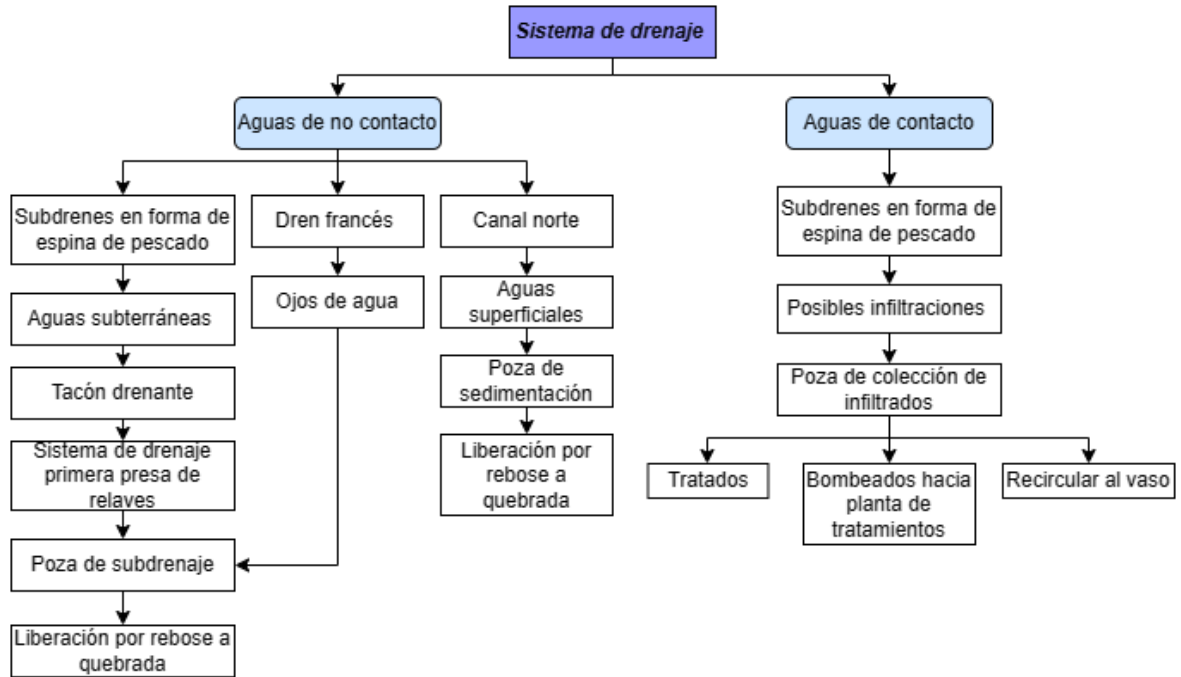 Sistema de drenaje
Aguas de no contacto
Aguas de contacto
Subdrenes en forma de
espina de pescado
Aguas subterráneas
Tacón drenante
Sistema de drenaje
primera presa de
relaves
Poza de subdrenaje
Liberación por rebose a
quebrada
Dren francés
Ojos de agua
Canal norte
Aguas
superficiales
Poza de
sedimentación
Liberación por
rebose a
quebrada
Subdrenes en forma de
espina de pescado
Posibles infiltraciones
Poza de colección de
infiltrados
Tratados
Bombeados hacia
planta de
tratamientos
Recircular al vaso